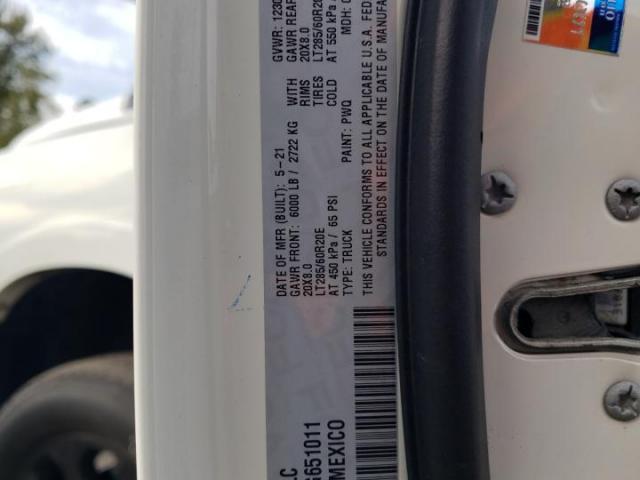 DATE OF MFR (BUILT): 5-21 GVWR: 1230
GAWR FRONT: 6000 LB / 2722 KG WITH GAWR REAR
20X8.0 RIMS 20X8.0
LT285/60R20E TIRES LT285/60R20
AT 450 kPa / 65 PSI COLD AT 550 kPa
TYPE: TRUCK PAINT: PWQ MDH:
THIS VEHICLE CONFORMS TO ALL APPLICABLE U.S.A. FED
STANDARDS IN EFFECT ON THE DATE OF MANUFA
LC
G651011
MEXICO